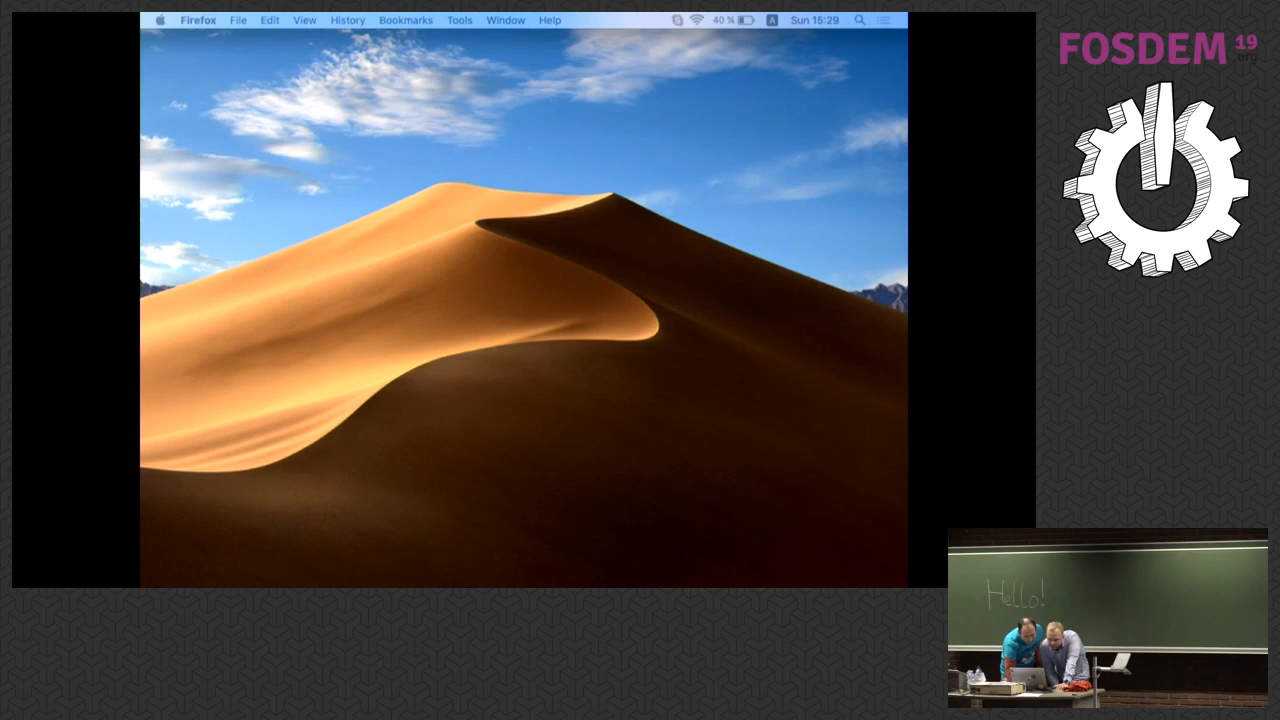 Firefox File Edit View History Bookmarks Tools Window Help 40 % A Sun 15:29
FOSDEM 19
.org
Hello!